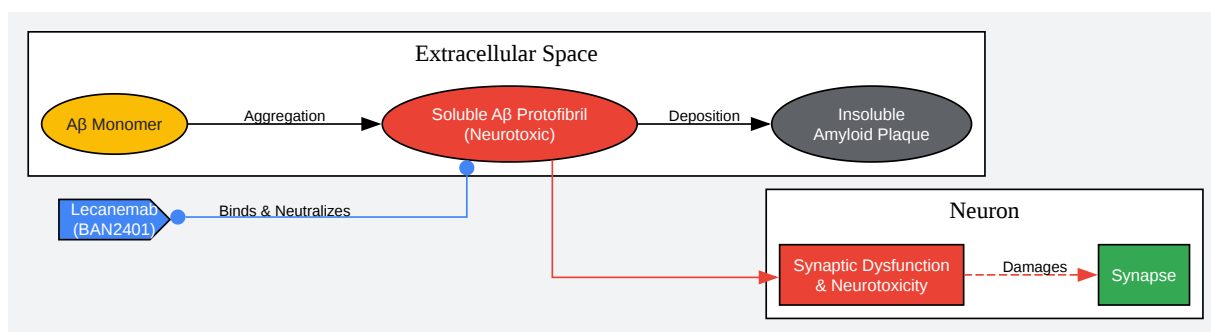 Extracellular Space
Aβ Monomer
Aggregation
Soluble Aβ Protofibril
(Neurotoxic)
Deposition
Insoluble
Amyloid Plaque
Lecanemab
(BAN2401)
Binds & Neutralizes
Neuron
Synaptic Dysfunction
& Neurotoxicity
Damages
Synapse